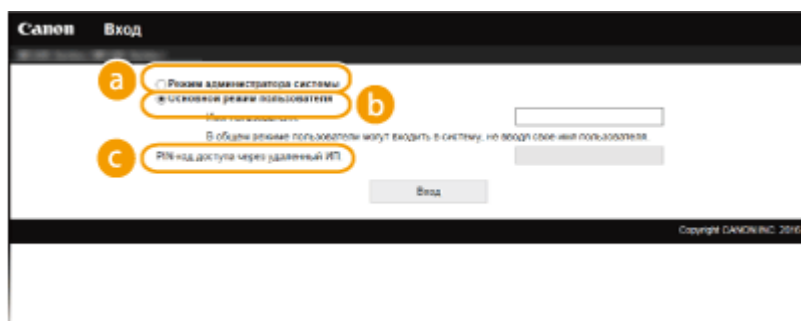 Canon Вход
a Режим администратора системы
Основной режим пользователя b
В общем режиме пользователи могут входить в систему, не вводя свое имя пользователя.
c PIN-код доступа через удаленный ИП
Вход
Copyright CANON INC. 2016